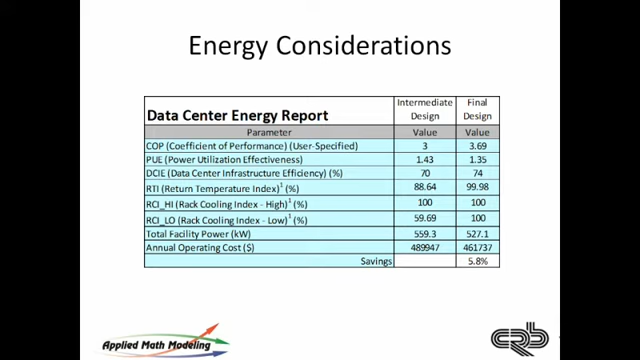 Energy Considerations
Data Center Energy Report Intermediate Design Final Design
Parameter Value Value
COP (Coefficient of Performance) (User-Specified) 3 3.69
PUE (Power Utilization Effectiveness) 1.43 1.35
DCIE (Data Center Infrastructure Efficiency) (%) 70 74
RTI (Return Temperature Index)¹ (%) 88.64 99.98
RCI_HI (Rack Cooling Index - High)¹ (%) 100 100
RCI_LO (Rack Cooling Index - Low)¹ (%) 59.69 100
Total Facility Power (kW) 559.3 527.1
Annual Operating Cost ($) 489947 461737
Savings 5.8%
Applied Math Modeling
CRB